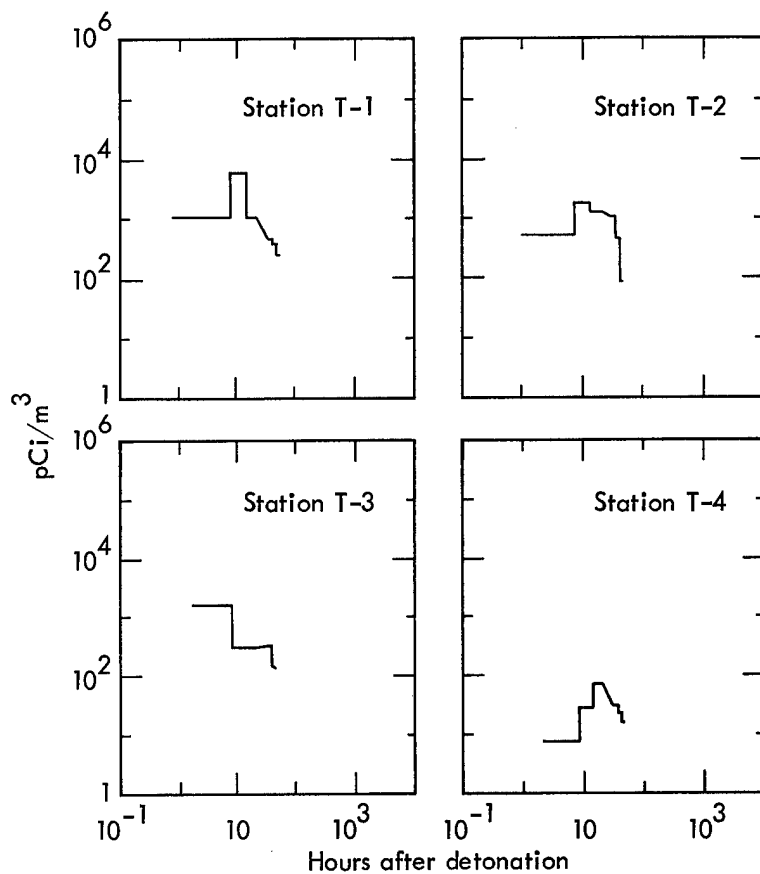 10^6
10^4
10^2
1
Station T-1
Station T-2
pCi/m^3
10^6
10^4
10^2
1
Station T-3
Station T-4
10^-1 10 10^3 10^-1 10 10^3
Hours after detonation